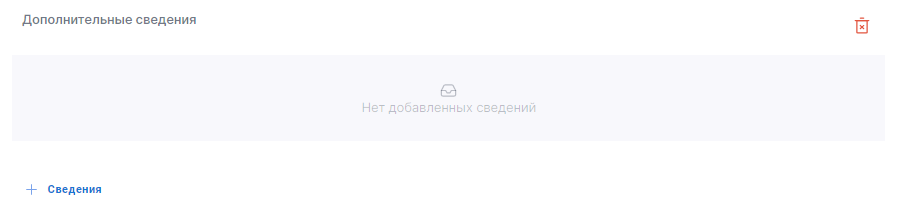 Дополнительные сведения
Нет добавленных сведений
Сведения